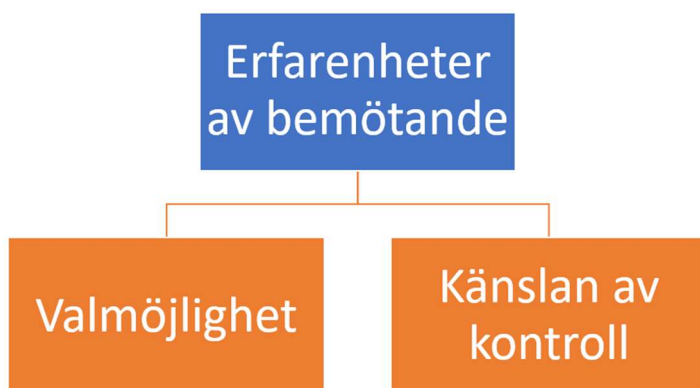 Erfarenheter
av bemötande
Valmöjlighet
Känslan av
kontroll